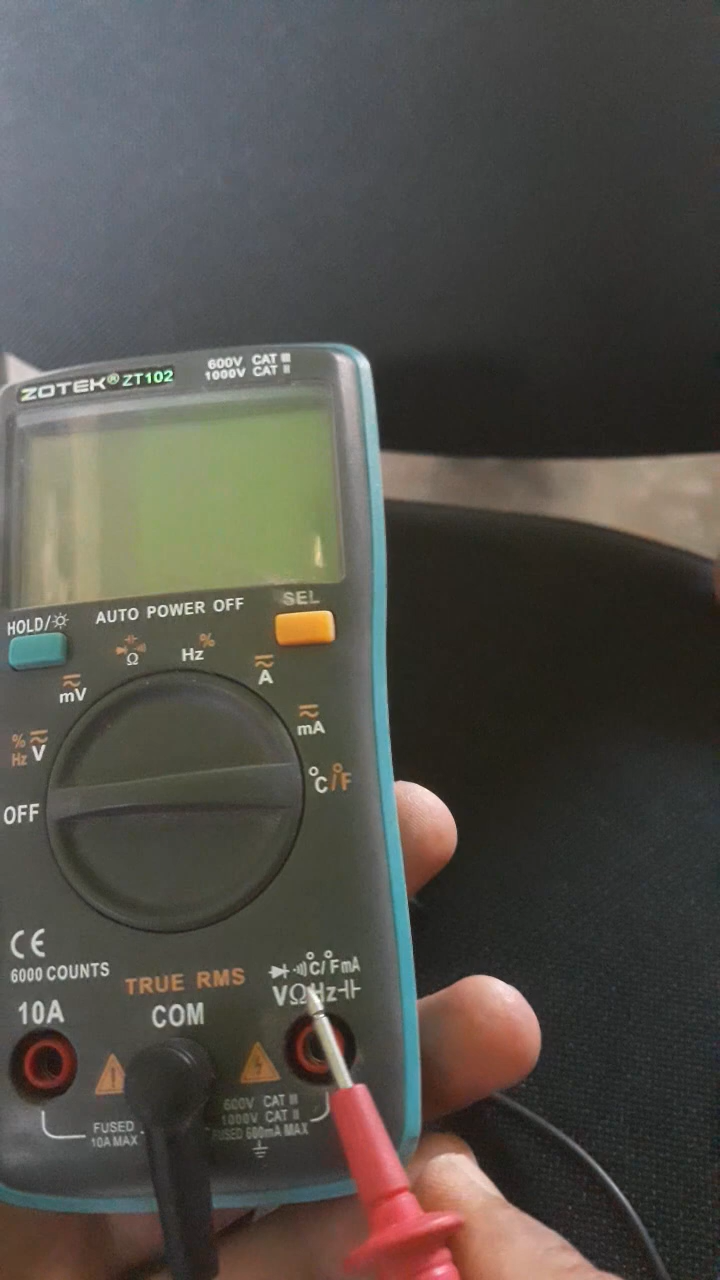 ZOTEK® ZT102
600V CAT III
1000V CAT II
HOLD/
AUTO POWER OFF
SEL
Ω
Hz %
mV
A
mA
% Hz V
OFF
°C/°F
CE
6000 COUNTS
TRUE RMS
°C/°F mA
VΩHz
10A
COM
600V CAT III
1000V CAT II
FUSED 600mA MAX
FUSED
10A MAX